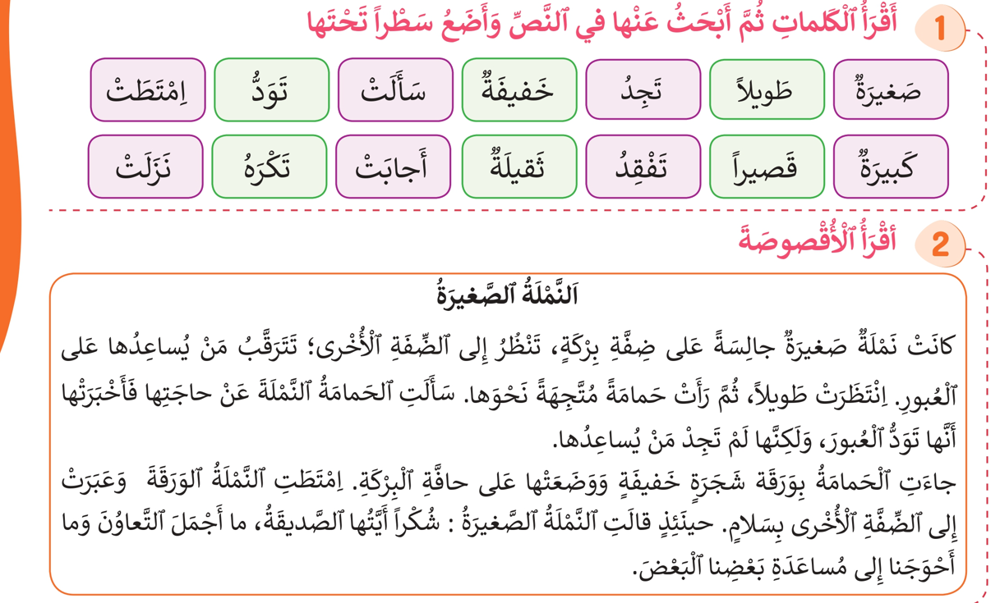 1 أَقْرَأُ ٱلْكَلماتِ ثُمَّ أَبْحَثُ عَنْها في ٱلنَّصِّ وَأَضَعُ سَطْراً تَحْتَها
صَغيرَةٌ طَويلاً تَجِدُ خَفيفَةٌ سَأَلَتْ تَوَدُّ اِمْتَطَتْ
كَبيرَةٌ قَصيراً تَفْقِدُ ثَقيلَةٌ أَجابَتْ تَكْرَهُ نَزَلَتْ
2 أقْرَأُ ٱلْأُقْصوصَةَ
اَلنَّمْلَةُ ٱلصَّغيرَةُ
كانَتْ نَمْلَةٌ صَغيرَةٌ جالِسَةً عَلى ضِفَّةِ بِرْكَةٍ، تَنْظُرُ إِلى ٱلضِّفَةِ ٱلْأُخْرى؛ تَتَرَقَّبُ مَنْ يُساعِدُها عَلى
ٱلْعُبورِ. اِنْتَظَرَتْ طَويلاً، ثُمَّ رَأَتْ حَمامَةً مُتَّجِهَةً نَحْوَها. سَأَلَتِ ٱلحَمامَةُ ٱلنَّمْلَةَ عَنْ حاجَتِها فَأَخْبَرَتْها
أَنَّها تَوَدُّ ٱلْعُبورَ، وَلَكِنَّها لَمْ تَجِدْ مَنْ يُساعِدُها.
جاءَتِ ٱلْحَمامَةُ بِوَرَقَة شَجَرَةٍ خَفيفَةٍ وَوَضَعَتْها عَلى حافَّةِ ٱلْبِرْكَةِ. اِمْتَطَتِ ٱلنَّمْلَةُ ٱلوَرَقَةَ وَعَبَرَتْ
إِلى ٱلضِّفَّةِ ٱلْأُخْرى بِسَلامٍ. حينَئِذٍ قالَتِ ٱلنَّمْلَةُ ٱلصَّغيرَةُ : شُكْراً أَيَّتُها ٱلصَّديقَةُ، ما أَجْمَلَ ٱلتَّعاوُنَ وَما
أَحْوَجَنا إِلى مُساعَدَةِ بَعْضِنا ٱلْبَعْضَ.